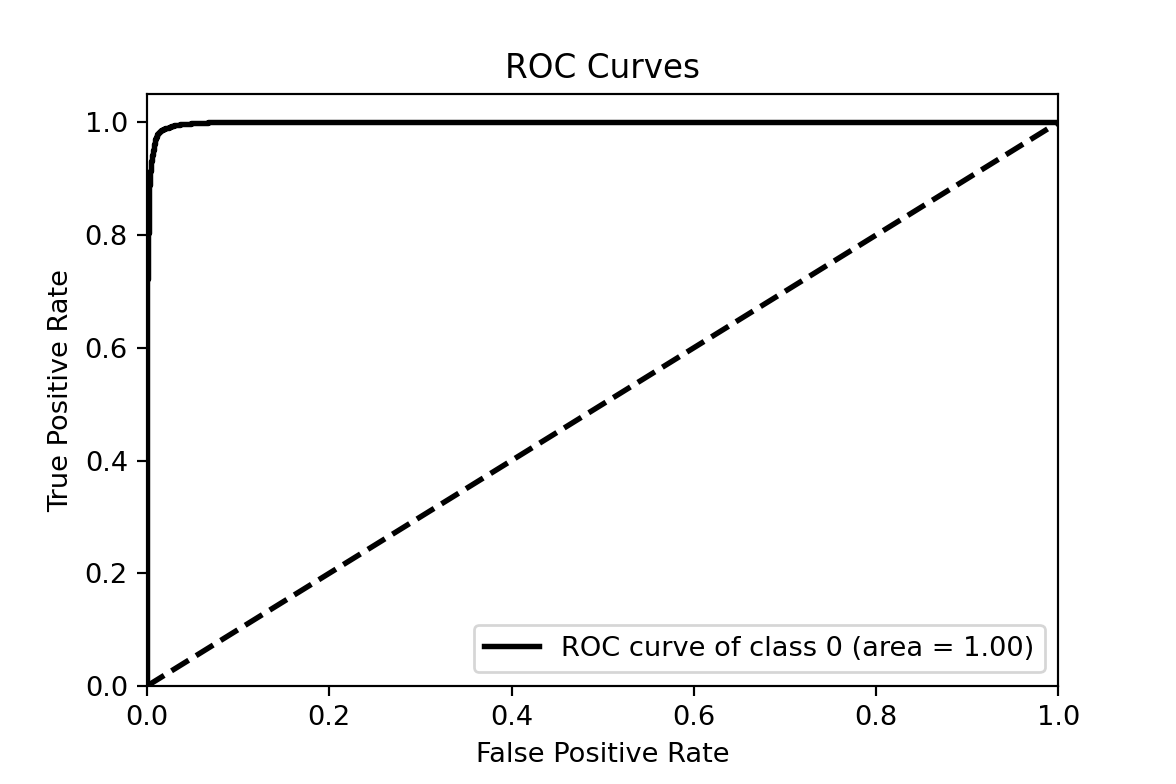 ROC Curves
1.0
0.8
0.6
0.4
0.2
0.0
True Positive Rate
ROC curve of class 0 (area = 1.00)
0.0 0.2 0.4 0.6 0.8 1.0
False Positive Rate